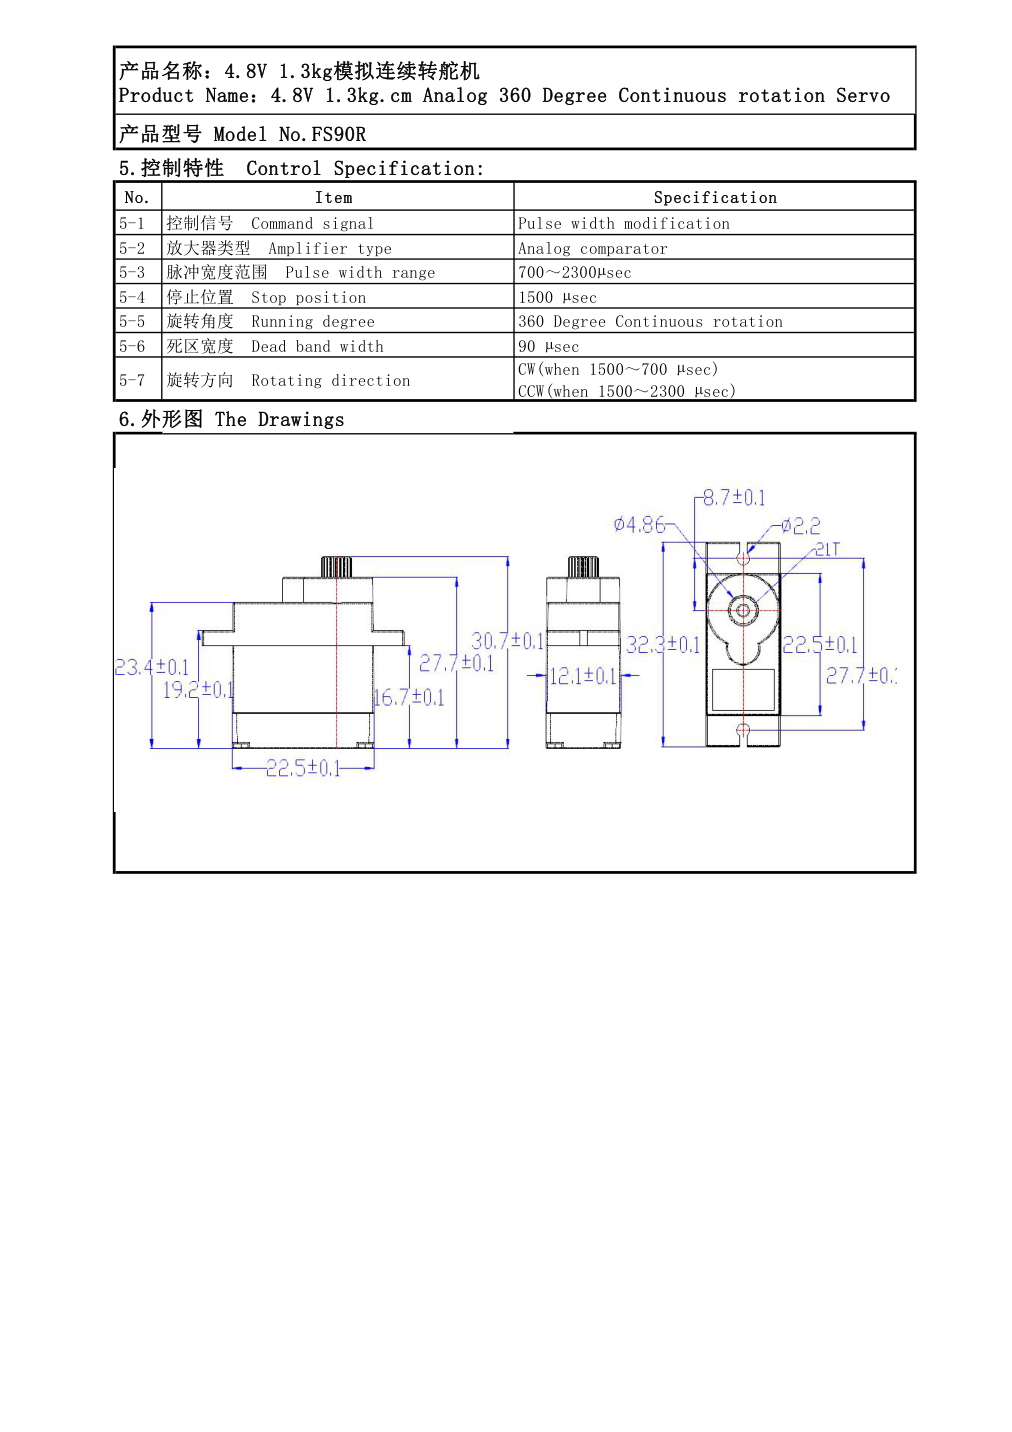 产品名称：4.8V 1.3kg模拟连续转舵机
Product Name：4.8V 1.3kg.cm Analog 360 Degree Continuous rotation Servo
产品型号 Model No.FS90R
5.控制特性 Control Specification:
No. Item Specification
5-1 控制信号 Command signal Pulse width modification
5-2 放大器类型 Amplifier type Analog comparator
5-3 脉冲宽度范围 Pulse width range 700～2300μsec
5-4 停止位置 Stop position 1500 μsec
5-5 旋转角度 Running degree 360 Degree Continuous rotation
5-6 死区宽度 Dead band width 90 μsec
5-7 旋转方向 Rotating direction CW(when 1500～700 μsec)
CCW(when 1500～2300 μsec)
6.外形图 The Drawings
8.7±0.1
ø4.86
ø2.2
21T
23.4±0.1
19.2±0.1
16.7±0.1
27.7±0.1
30.7±0.1
22.5±0.1
12.1±0.1
32.3±0.1
22.5±0.1
27.7±0.1